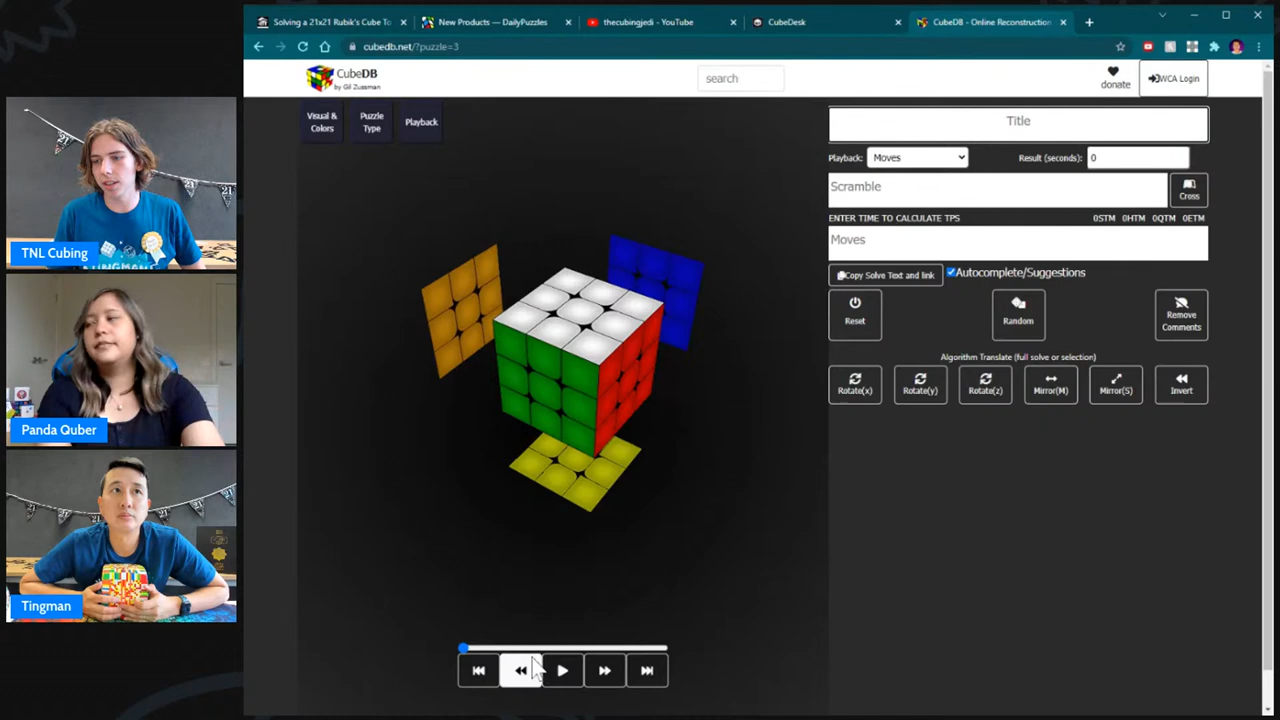 Solving a 21x21 Rubik's Cube To
New Products — DailyPuzzles
thecubingjedi - YouTube
CubeDesk
CubeDB - Online Reconstruction
cubedb.net/?puzzle=3
CubeDB
by Gil Zussman
search
donate
WCA Login
Visual & Colors
Puzzle Type
Playback
Title
Playback:
Moves
Result (seconds):
0
Scramble
Cross
ENTER TIME TO CALCULATE TPS
0STM 0HTM 0QTM 0ETM
Moves
Copy Solve Text and link
Autocomplete/Suggestions
Reset
Random
Remove Comments
Algorithm Translate (full solve or selection)
Rotate(x)
Rotate(y)
Rotate(z)
Mirror(M)
Mirror(S)
Invert
21
21
TNL Cubing
Panda Quber
21
Tingman